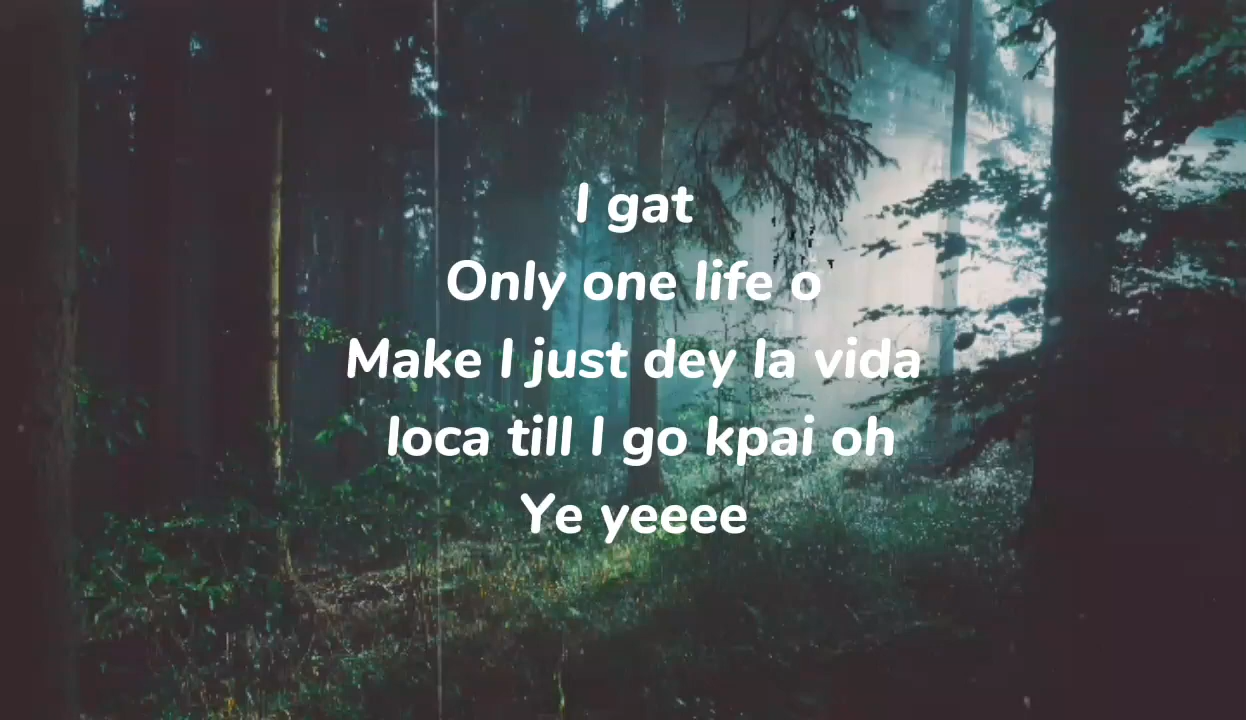 I gat
Only one life o
Make I just dey la vida
loca till I go kpai oh
Ye yeeee